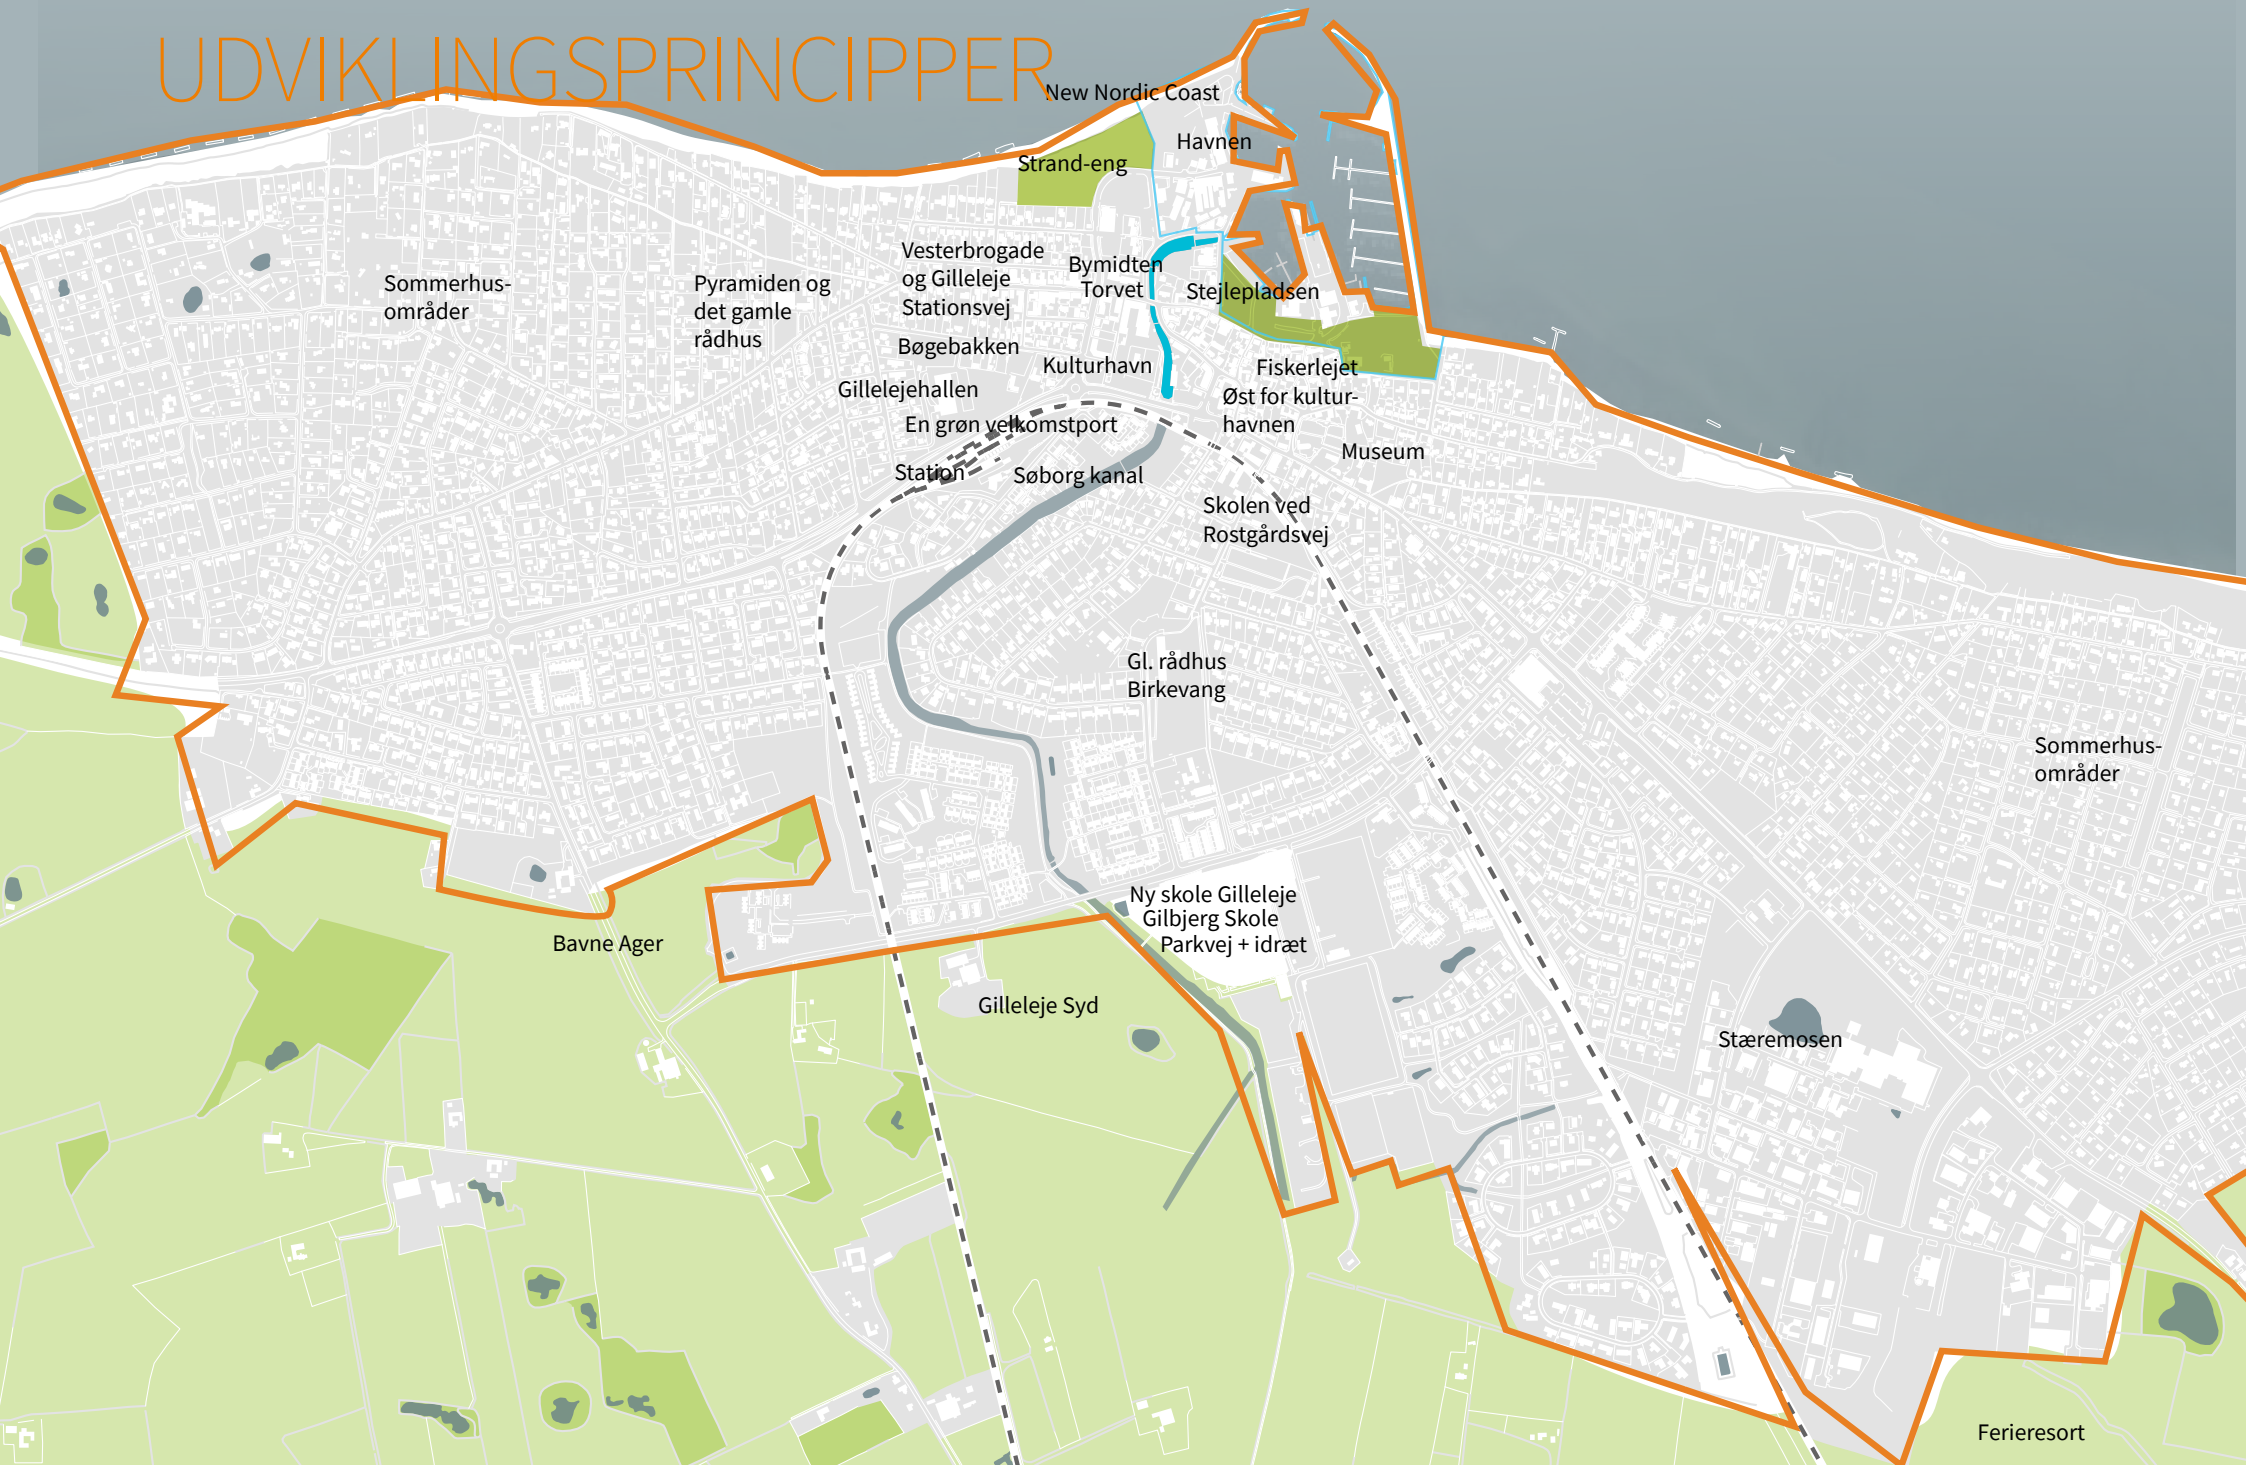 UDVIKLINGSPRINCIPPER
New Nordic Coast
Havnen
Strand-eng
Vesterbrogade
og Gilleleje
Stationsvej
Bymidten
Torvet
Stejlepladsen
Sommerhus-
områder
Pyramiden og
det gamle
rådhus
Bøgebakken
Kulturhavn
Fiskerlejet
Gillelejehallen
Øst for kultur-
havnen
En grøn velkomstport
Museum
Station
Søborg kanal
Skolen ved
Rostgårdsvej
Gl. rådhus
Birkevang
Sommerhus-
områder
Ny skole Gilleleje
Gilbjerg Skole
Parkvej + idræt
Bavne Ager
Gilleleje Syd
Stæremosen
Ferieresort